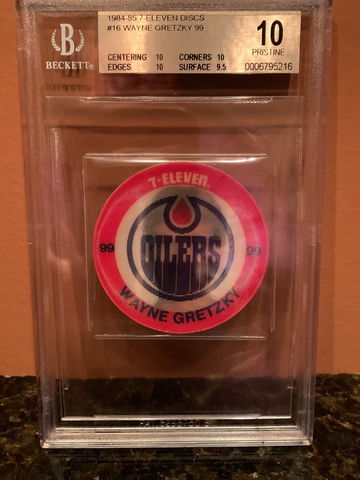 B
BECKETT®
1984-85 7-ELEVEN DISCS
#16 WAYNE GRETZKY 99
CENTERING 10 CORNERS 10
EDGES 10 SURFACE 9.5
10
PRISTINE
0006795216
7-ELEVEN
99 OILERS 99
WAYNE GRETZKY